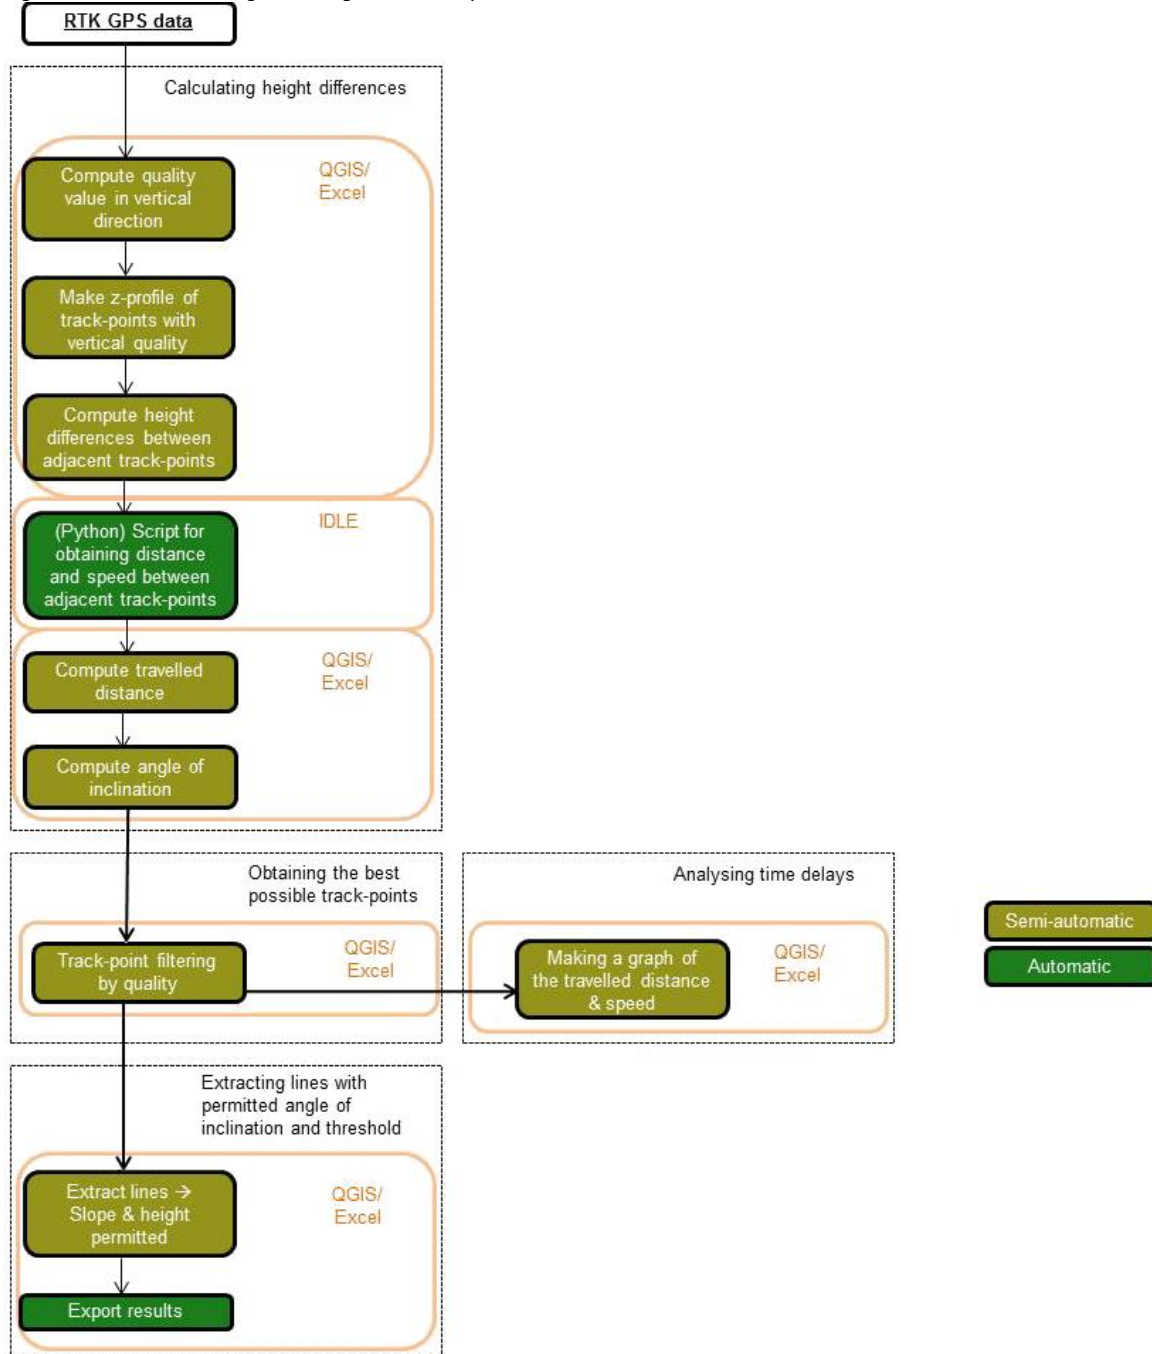 RTK GPS data
Calculating height differences
Compute quality
value in vertical
direction
QGIS/
Excel
Make z-profile of
track-points with
vertical quality
Compute height
differences between
adjacent track-points
(Python) Script for
obtaining distance
and speed between
adjacent track-points
IDLE
Compute travelled
distance
QGIS/
Excel
Compute angle of
inclination
Obtaining the best
possible track-points
Track-point filtering
by quality
QGIS/
Excel
Analysing time delays
Making a graph of
the travelled distance
& speed
QGIS/
Excel
Semi-automatic
Automatic
Extracting lines with
permitted angle of
inclination and threshold
Extract lines →
Slope & height
permitted
QGIS/
Excel
Export results